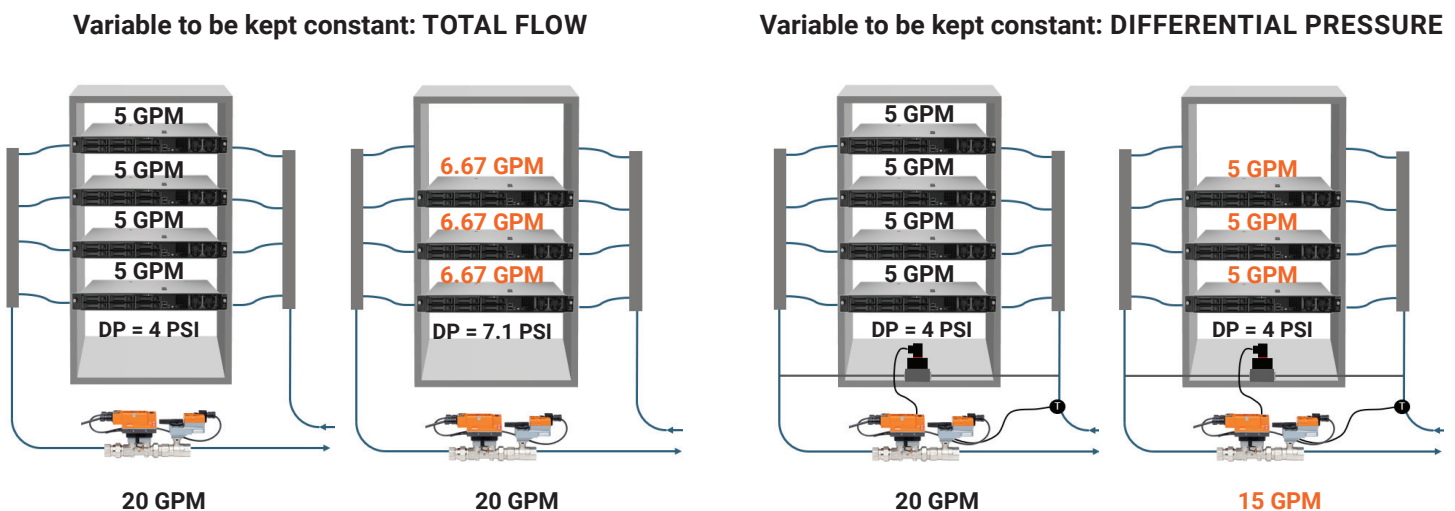 Variable to be kept constant: TOTAL FLOW
5 GPM
5 GPM
5 GPM
5 GPM
DP = 4 PSI
20 GPM
6.67 GPM
6.67 GPM
6.67 GPM
DP = 7.1 PSI
20 GPM
Variable to be kept constant: DIFFERENTIAL PRESSURE
5 GPM
5 GPM
5 GPM
5 GPM
DP = 4 PSI
T
20 GPM
5 GPM
5 GPM
5 GPM
DP = 4 PSI
T
15 GPM